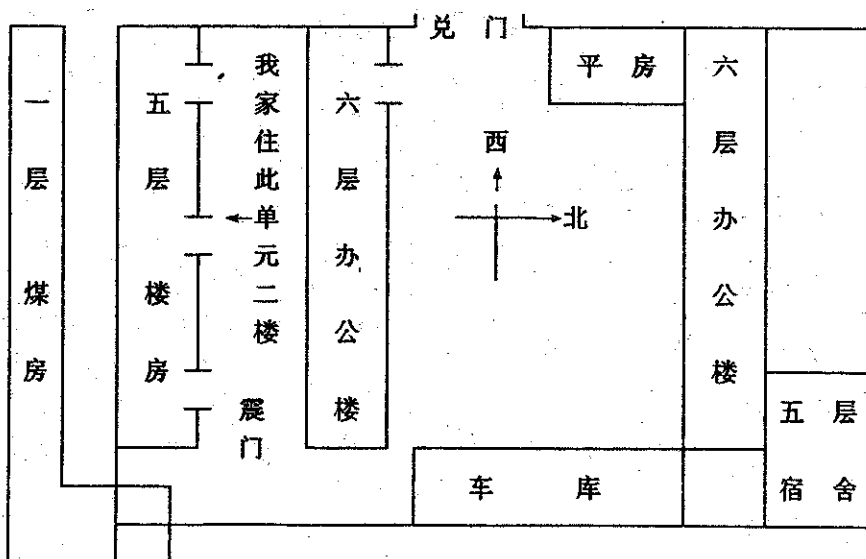 兑门
一层煤房
五层楼房
我家住此单元二楼
六层办公楼
平房
六层办公楼
西
北
震门
车库
五层
宿舍